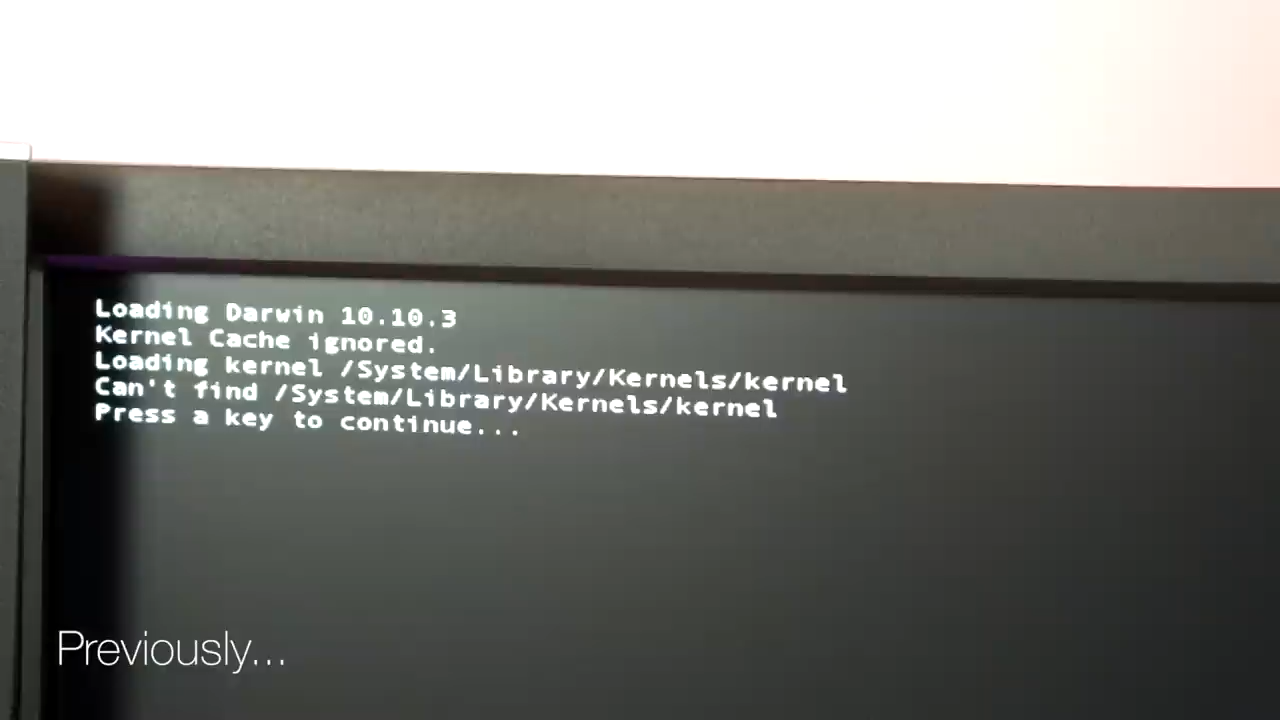 Loading Darwin 10.10.3
Kernel Cache ignored.
Loading kernel /System/Library/Kernels/kernel
Can't find /System/Library/Kernels/kernel
Press a key to continue...
Previously...